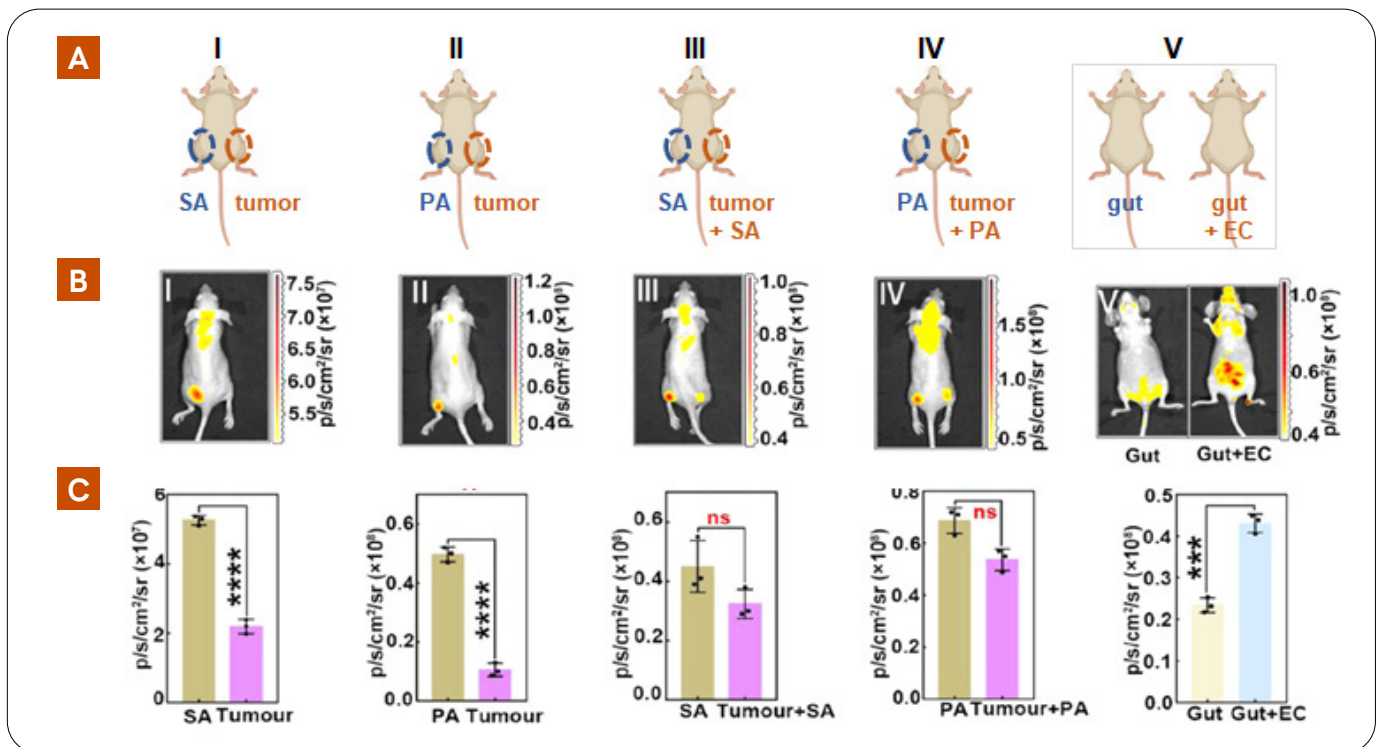 A
I
II
III
IV
V
SA tumor
PA tumor
SA tumor
+ SA
PA tumor
+ PA
gut gut
+ EC
B
I
7.5
7.0
6.5
5.5
p/s/cm²/sr (×10⁷)
II
1.2
1.0
0.8
0.6
0.4
p/s/cm²/sr (×10⁸)
III
1.0
0.8
0.6
0.4
p/s/cm²/sr (×10⁸)
IV
1.5
1.0
0.5
p/s/cm²/sr (×10⁸)
V
1.0
0.6
0.4
p/s/cm²/sr (×10⁸)
Gut Gut+EC
C
p/s/cm²/sr (×10⁷)
6
4
2
0
****
SA Tumour
p/s/cm²/sr (×10⁸)
0.6
0.4
0.2
0.0
****
PA Tumour
p/s/cm²/sr (×10⁸)
0.6
0.4
0.2
0.0
ns
SA Tumour+SA
p/s/cm²/sr (×10⁸)
0.8
0.6
0.4
0.2
0.0
ns
PA Tumour+PA
p/s/cm²/sr (×10⁸)
0.5
0.4
0.3
0.2
0.1
0.0
***
Gut Gut+EC